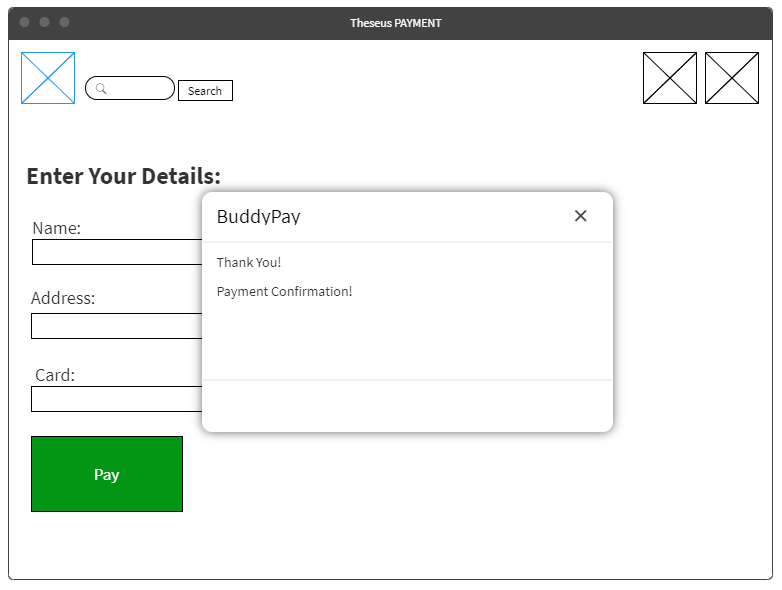 Theseus PAYMENT
Search
Enter Your Details:
Name:
BuddyPay
Thank You!
Payment Confirmation!
Address:
Card:
Pay